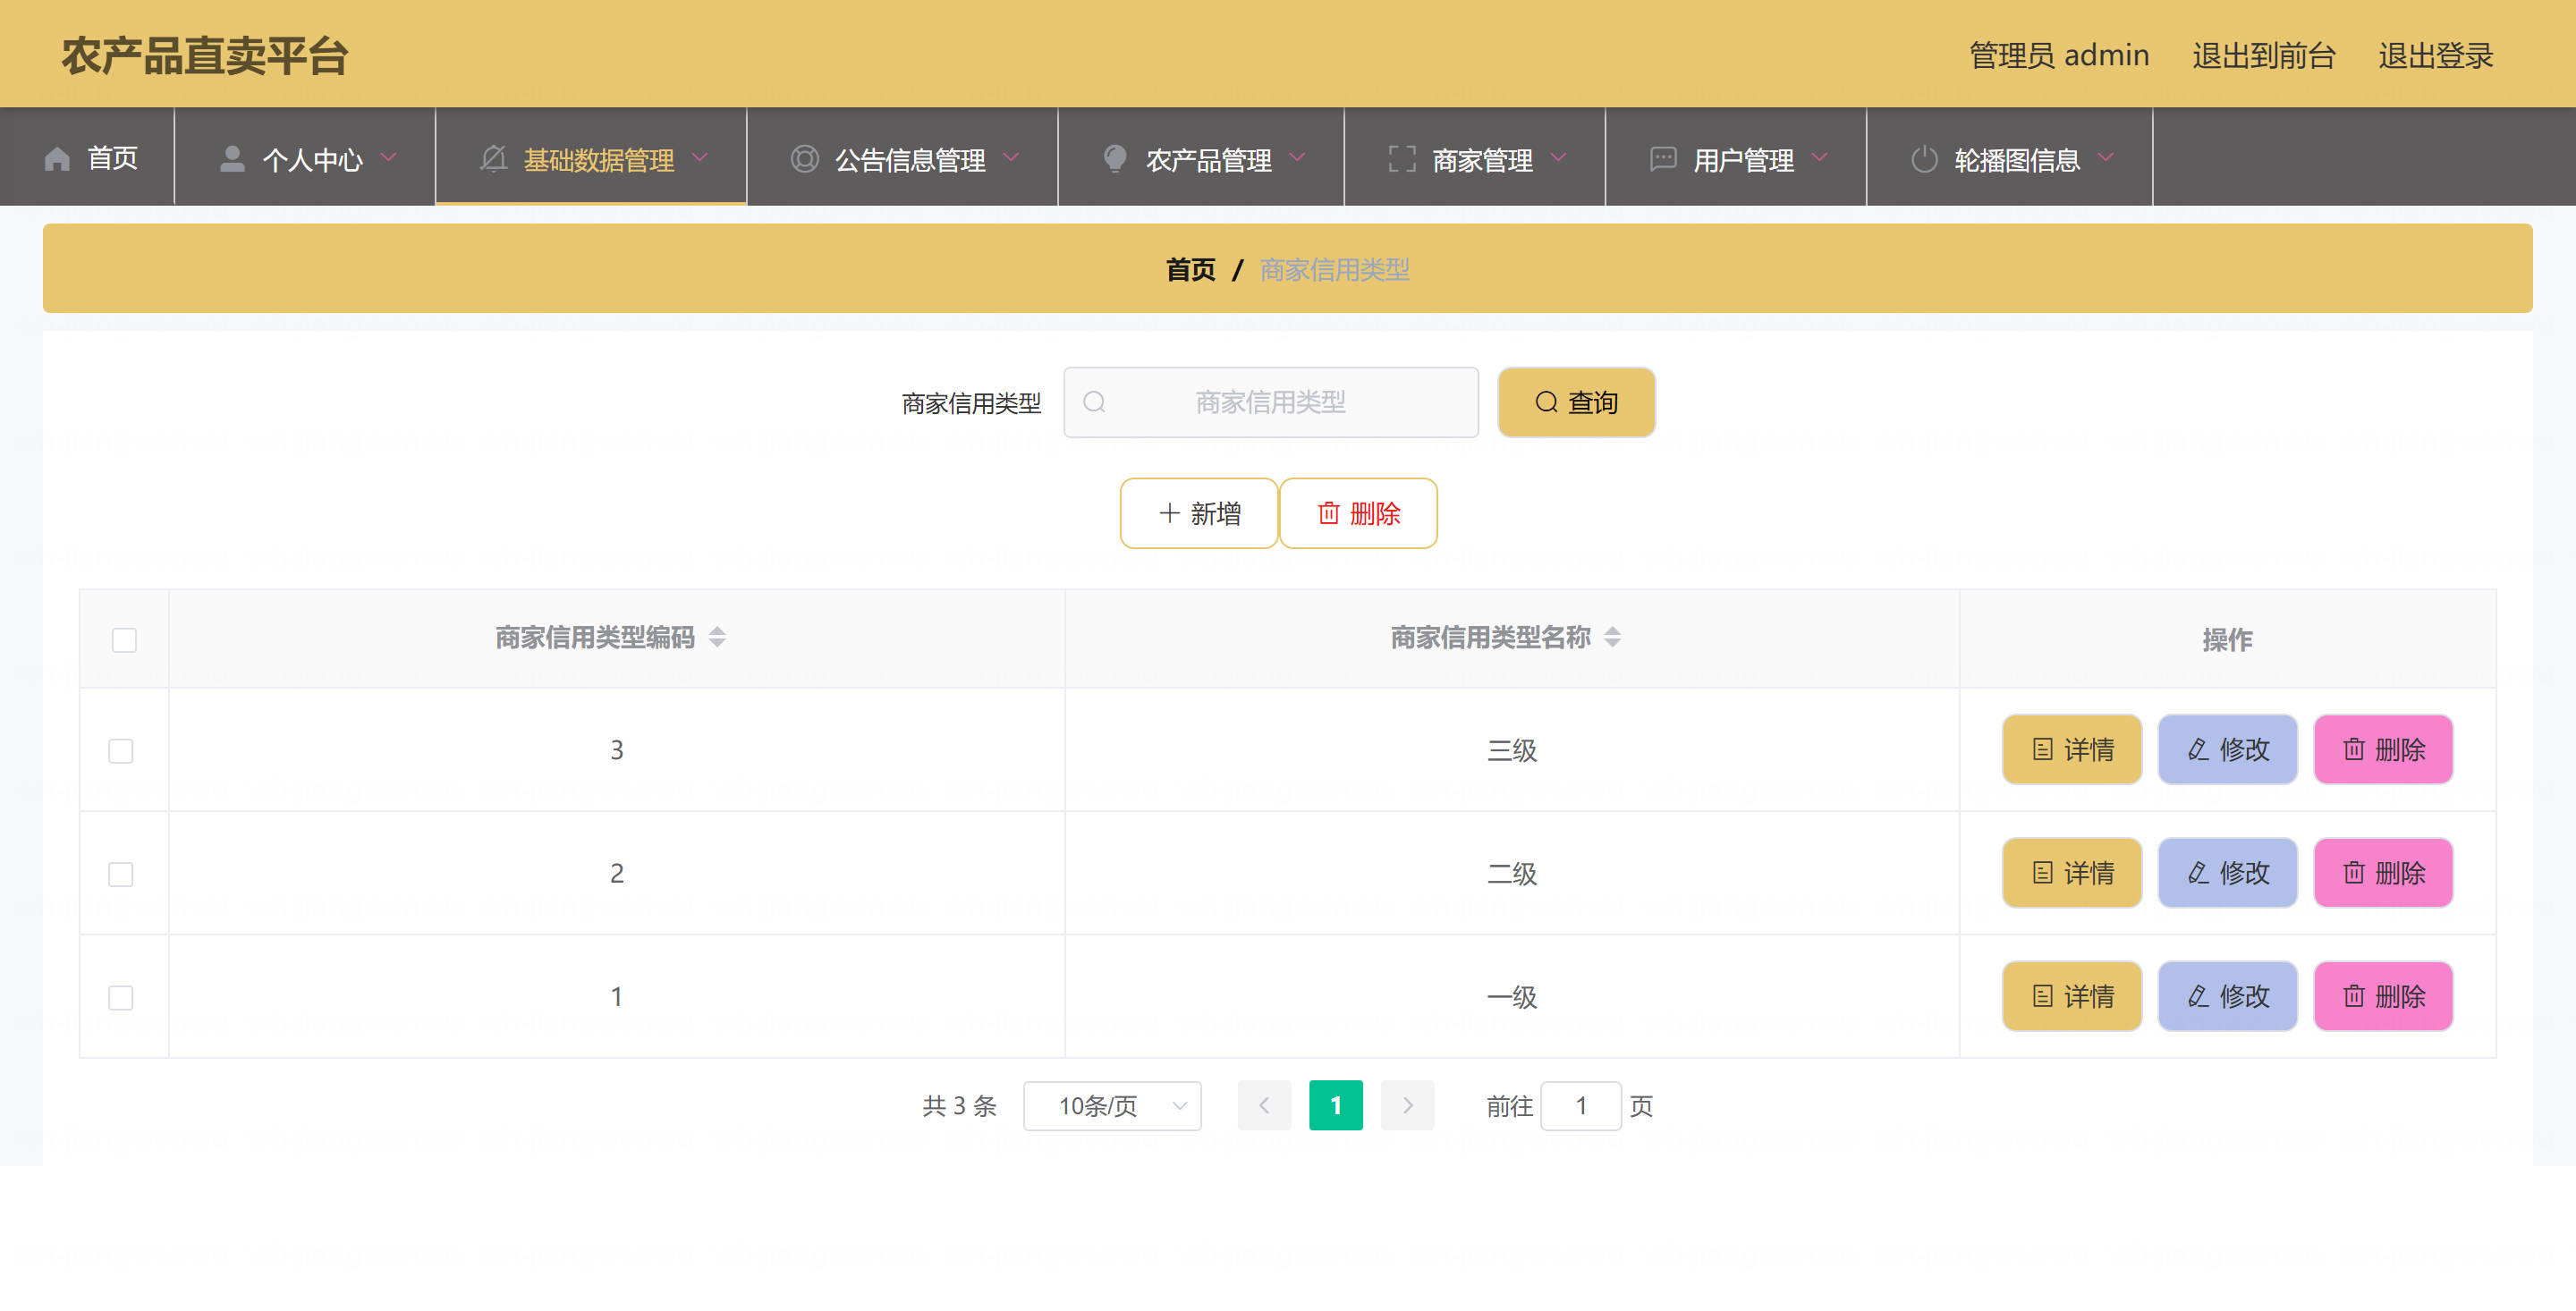 农产品直卖平台 管理员 admin 退出到前台 退出登录
首页 个人中心 基础数据管理 公告信息管理 农产品管理 商家管理 用户管理 轮播图信息
首页 / 商家信用类型
商家信用类型 商家信用类型 查询
新增 删除
商家信用类型编码 商家信用类型名称 操作
3 三级 详情 修改 删除
2 二级 详情 修改 删除
1 一级 详情 修改 删除
共 3 条 10条/页 1 前往 1 页